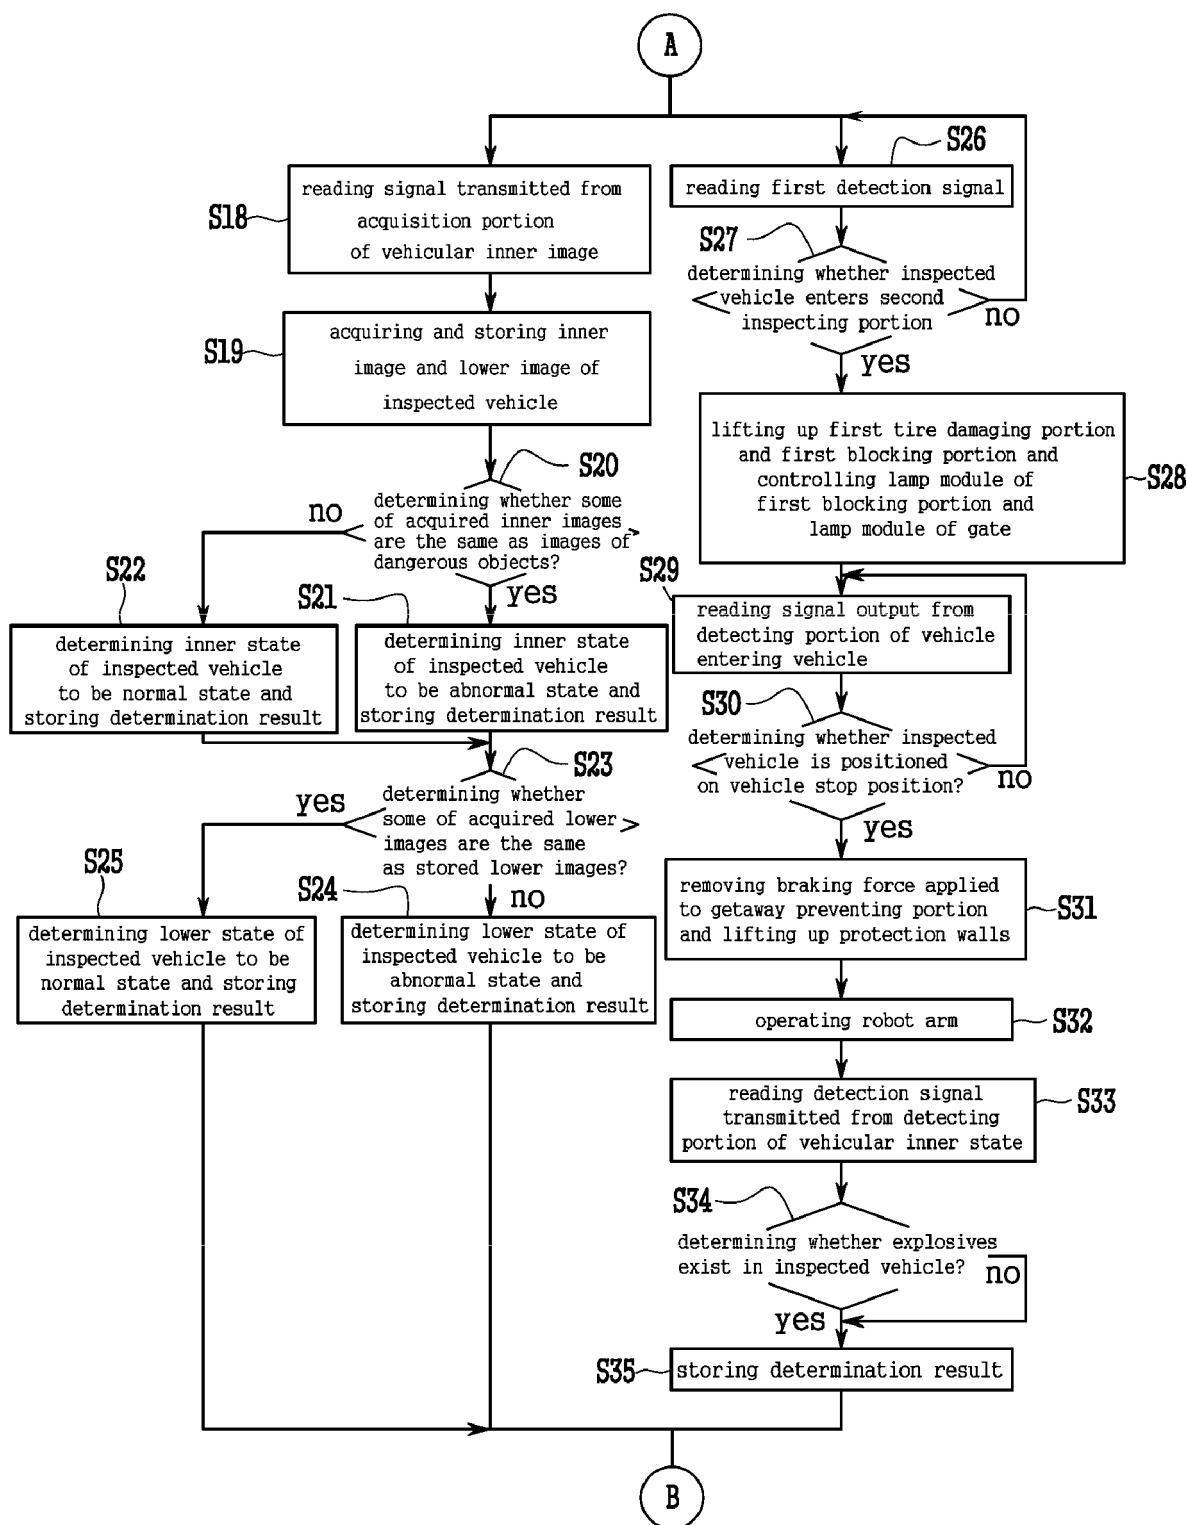 A
S18
reading signal transmitted from
acquisition portion
of vehicular inner image
S19
acquiring and storing inner
image and lower image of
inspected vehicle
S20
determining whether some
of acquired inner images
are the same as images of
dangerous objects?
no
yes
S22
determining inner state
of inspected vehicle
to be normal state and
storing determination result
S21
determining inner state
of inspected vehicle
to be abnormal state and
storing determination result
S23
determining whether
some of acquired lower
images are the same
as stored lower images?
yes
no
S25
determining lower state of
inspected vehicle to be
normal state and storing
determination result
S24
determining lower state of
inspected vehicle to be
abnormal state and
storing determination result
S26
reading first detection signal
S27
determining whether inspected
vehicle enters second
inspecting portion
no
yes
S28
lifting up first tire damaging portion
and first blocking portion and
controlling lamp module of
first blocking portion and
lamp module of gate
S29
reading signal output from
detecting portion of vehicle
entering vehicle
S30
determining whether inspected
vehicle is positioned
on vehicle stop position?
no
yes
S31
removing braking force applied
to getaway preventing portion
and lifting up protection walls
S32
operating robot arm
S33
reading detection signal
transmitted from detecting
portion of vehicular inner state
S34
determining whether explosives
exist in inspected vehicle?
no
yes
S35
storing determination result
B